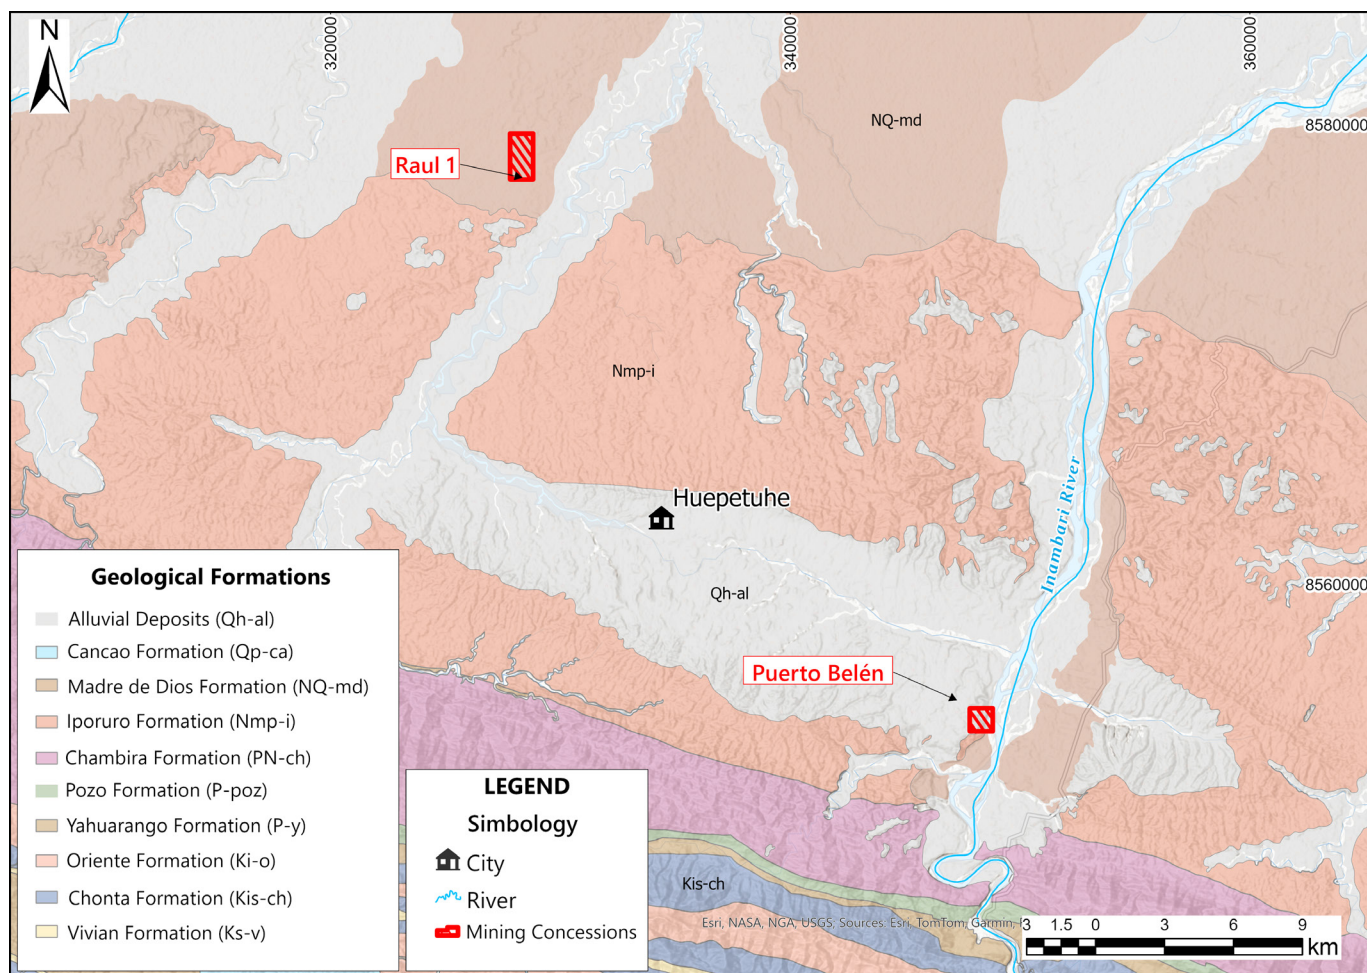 N
320000
340000
360000
8580000
NQ-md
Raul 1
Nmp-i
Huepetuhe
Inambari River
8560000
Qh-al
Puerto Belén
Kis-ch
Geological Formations
Alluvial Deposits (Qh-al)
Cancao Formation (Qp-ca)
Madre de Dios Formation (NQ-md)
Iporuro Formation (Nmp-i)
Chambira Formation (PN-ch)
Pozo Formation (P-poz)
Yahuarango Formation (P-y)
Oriente Formation (Ki-o)
Chonta Formation (Kis-ch)
Vivian Formation (Ks-v)
LEGEND
Simbology
City
River
Mining Concessions
Esri, NASA, NGA, USGS, Sources: Esri, TomTom, Garmin,
3 1.5 0 3 6 9
km